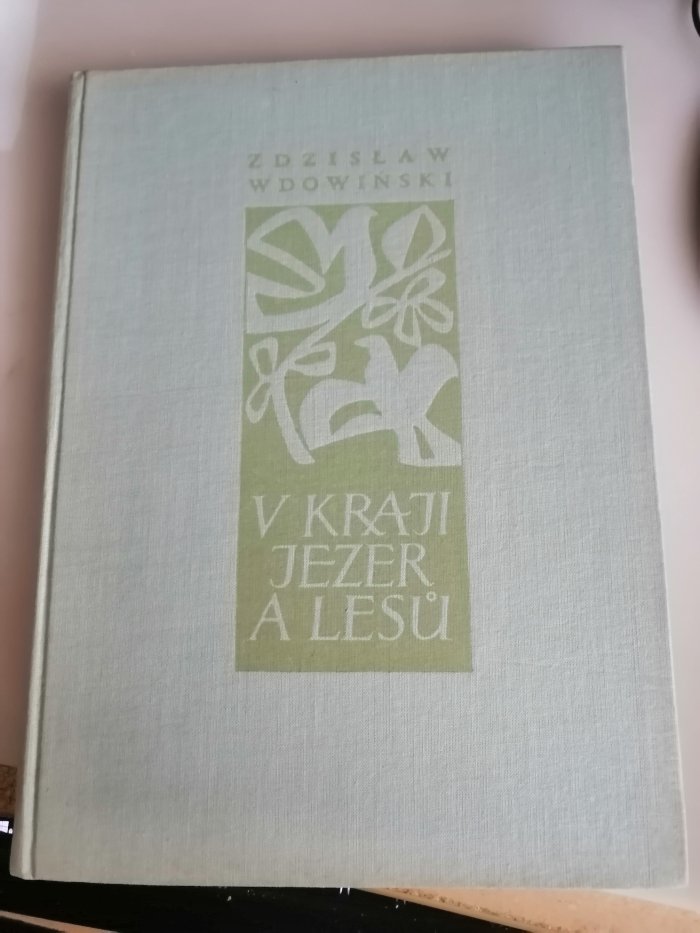 ZDZISŁAW
WDOWIŃSKI
V KRAJI
JEZER
A LESŮ